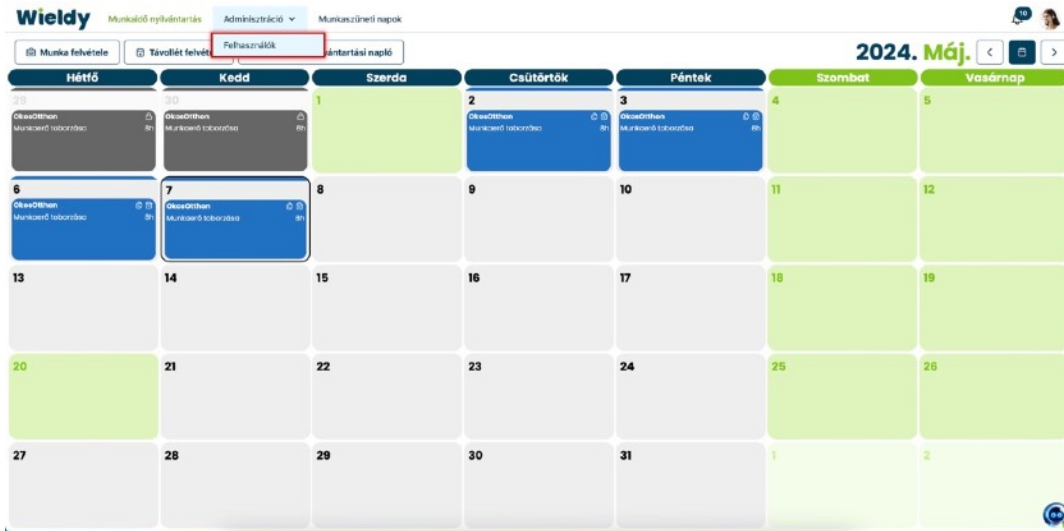 Wieldy Munkaidő nyilvántartás Adminisztráció Munkaszüneti napok 10
Felhasználók
Munka felvétele Távollét felvét ántartási napló 2024. Máj.
Hétfő Kedd Szerda Csütörtök Péntek Szombat Vasárnap
29 30 1 2 3 4 5
OkosOtthon OkosOtthon OkosOtthon OkosOtthon
Munkaerő toborzása 8h Munkaerő toborzása 8h Munkaerő toborzása 8h Munkaerő toborzása 8h
6 7 8 9 10 11 12
OkosOtthon OkosOtthon
Munkaerő toborzása 8h Munkaerő toborzása 8h
13 14 15 16 17 18 19
20 21 22 23 24 25 26
27 28 29 30 31 1 2